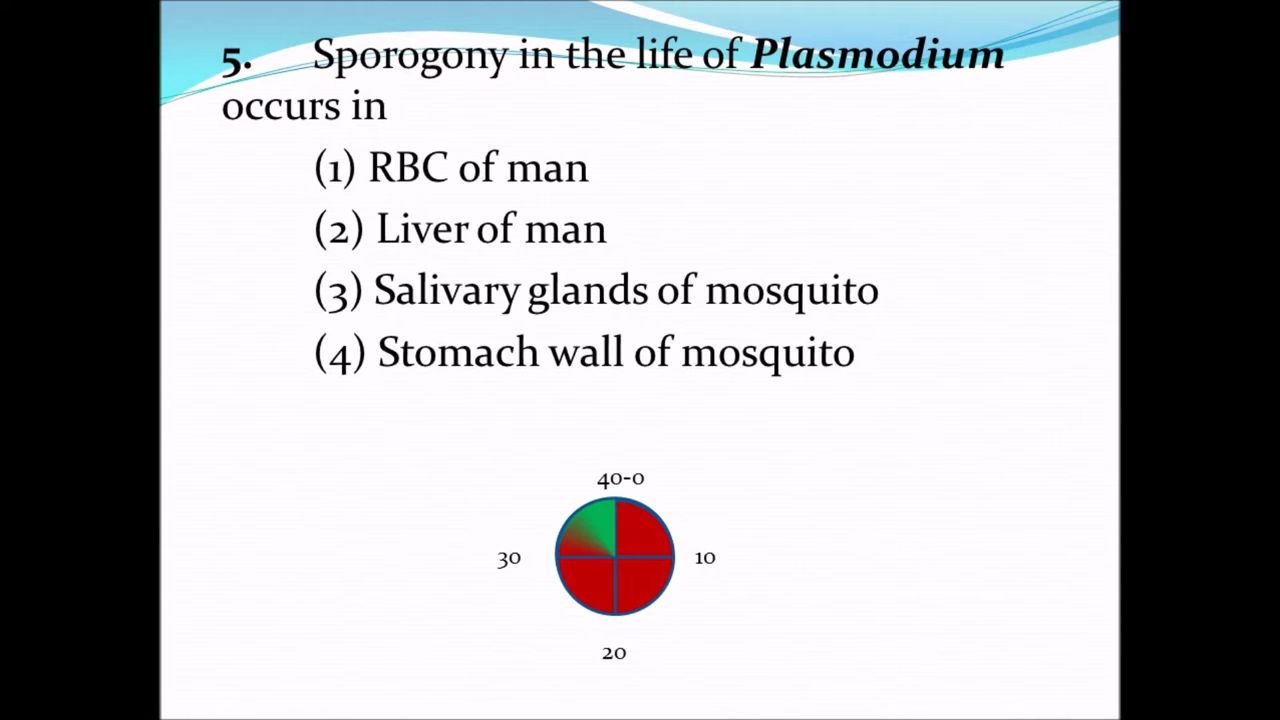 5. Sporogony in the life of Plasmodium
occurs in
(1) RBC of man
(2) Liver of man
(3) Salivary glands of mosquito
(4) Stomach wall of mosquito
40-0
30
10
20